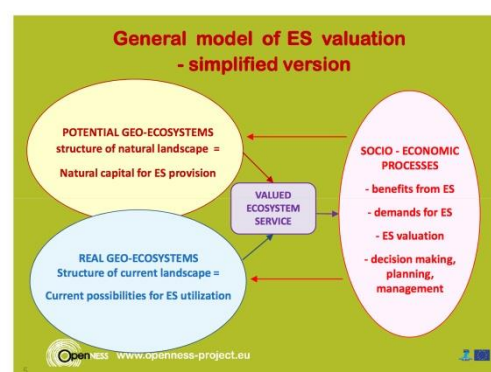 General model of ES valuation
- simplified version
POTENTIAL GEO-ECOSYSTEMS
structure of natural landscape =
Natural capital for ES provision
REAL GEO-ECOSYSTEMS
Structure of current landscape =
Current possibilities for ES utilization
VALUED
ECOSYSTEM
SERVICE
SOCIO - ECONOMIC
PROCESSES
- benefits from ES
- demands for ES
- ES valuation
- decision making,
planning,
management
OpenNESS www.openness-project.eu